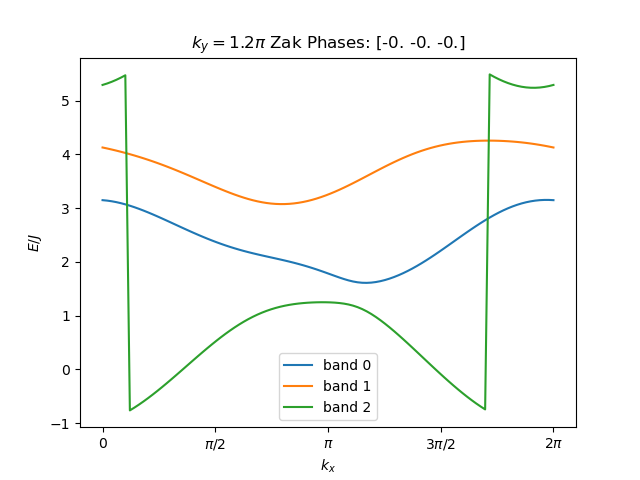 $k_y = 1.2\pi$ Zak Phases: [-0. -0. -0.]
E/J
5
4
3
2
1
0
−1
band 0
band 1
band 2
0
π/2
π
3π/2
2π
$k_x$